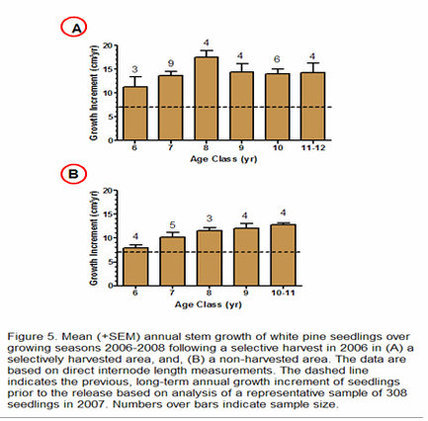 A
3 9 4 4 6 4
20
15
10
5
0
Growth Increment (cm/yr)
6 7 8 9 10 11-12
Age Class (yr)
B
4 5 3 4 4
20
15
10
5
0
Growth Increment (cm/yr)
6 7 8 9 10-11
Age Class (yr)
Figure 5. Mean (+SEM) annual stem growth of white pine seedlings over
growing seasons 2006-2008 following a selective harvest in 2006 in (A) a
selectively harvested area, and, (B) a non-harvested area. The data are
based on direct internode length measurements. The dashed line
indicates the previous, long-term annual growth increment of seedlings
prior to the release based on analysis of a representative sample of 308
seedlings in 2007. Numbers over bars indicate sample size.